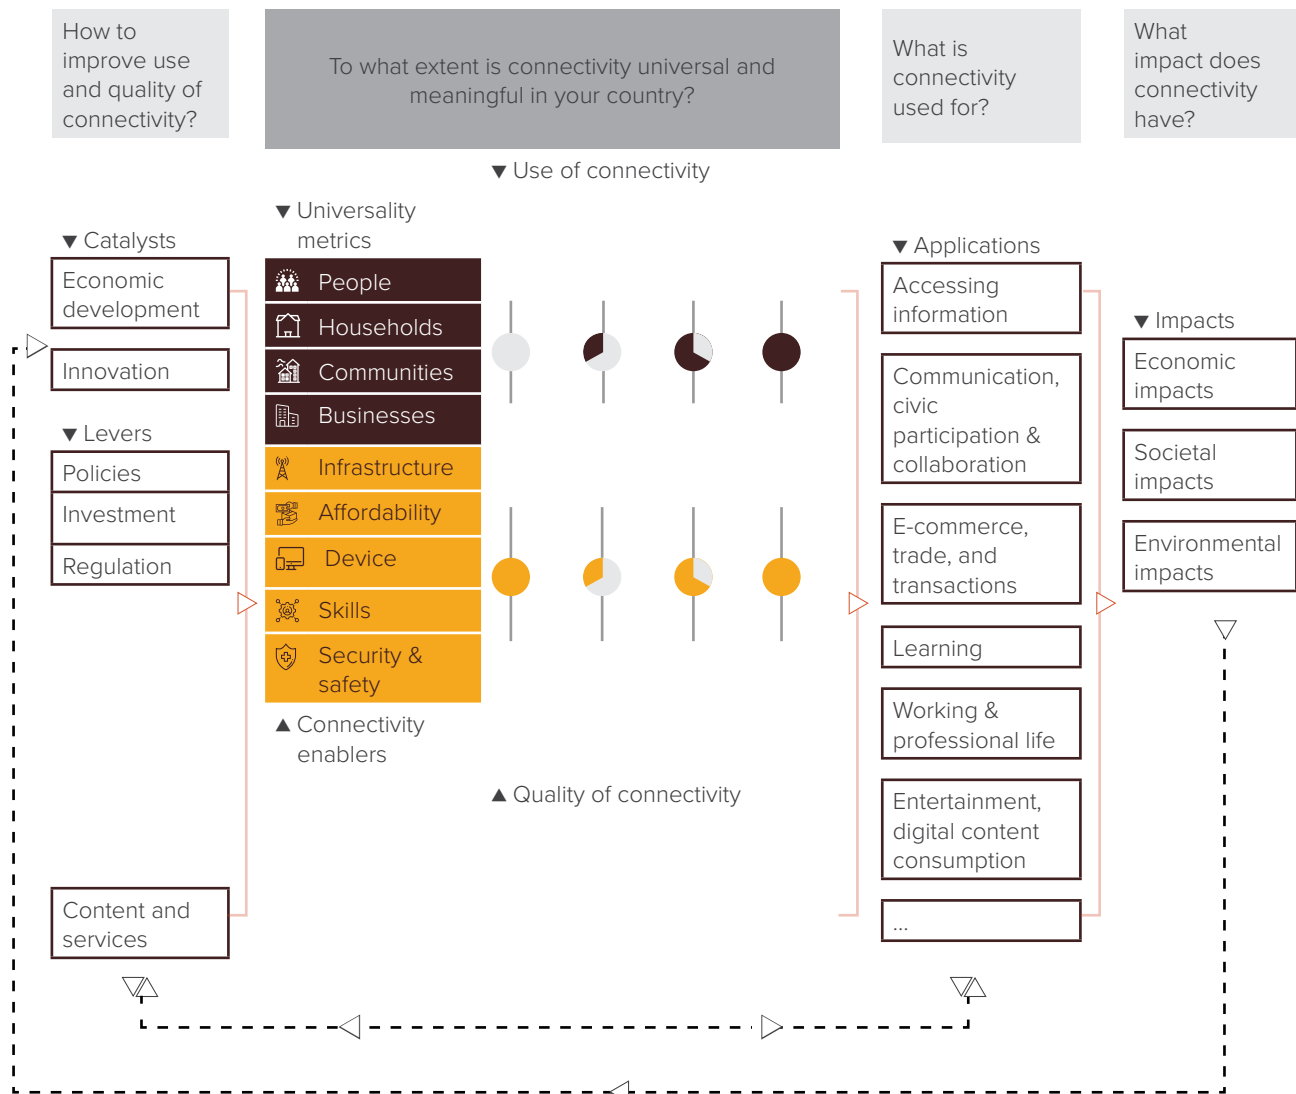 How to
improve use
and quality of
connectivity?
To what extent is connectivity universal and
meaningful in your country?
What is
connectivity
used for?
What
impact does
connectivity
have?
▼ Use of connectivity
▼ Universality
metrics
▼ Catalysts
Economic
development
Innovation
▼ Levers
Policies
Investment
Regulation
Content and
services
People
Households
Communities
Businesses
Infrastructure
Affordability
Device
Skills
Security &
safety
▲ Connectivity
enablers
▲ Quality of connectivity
▼ Applications
Accessing
information
Communication,
civic
participation &
collaboration
E-commerce,
trade, and
transactions
Learning
Working &
professional life
Entertainment,
digital content
consumption
...
▼ Impacts
Economic
impacts
Societal
impacts
Environmental
impacts